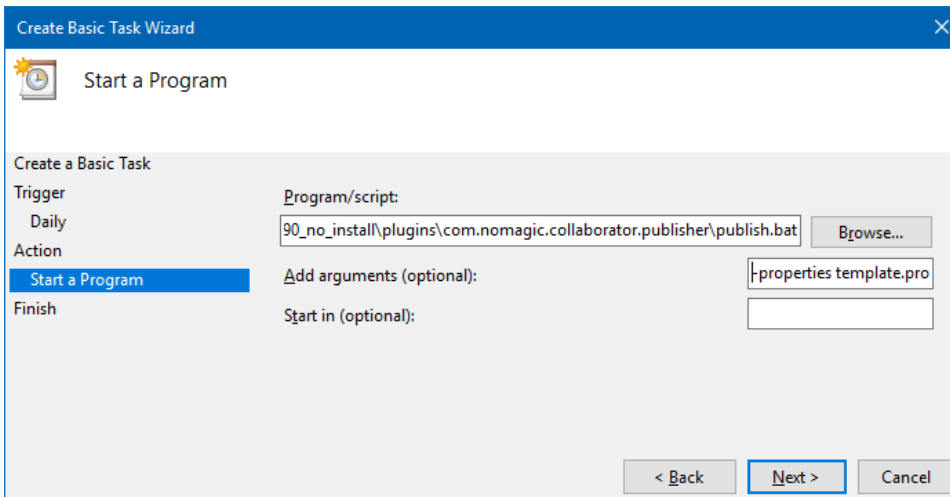 Create Basic Task Wizard
Start a Program
Create a Basic Task
Trigger
Daily
Action
Start a Program
Finish
Program/script:
90_no_install\plugins\com.nomagic.collaborator.publisher\publish.bat
Browse...
Add arguments (optional):
-properties template.pro
Start in (optional):
< Back
Next >
Cancel